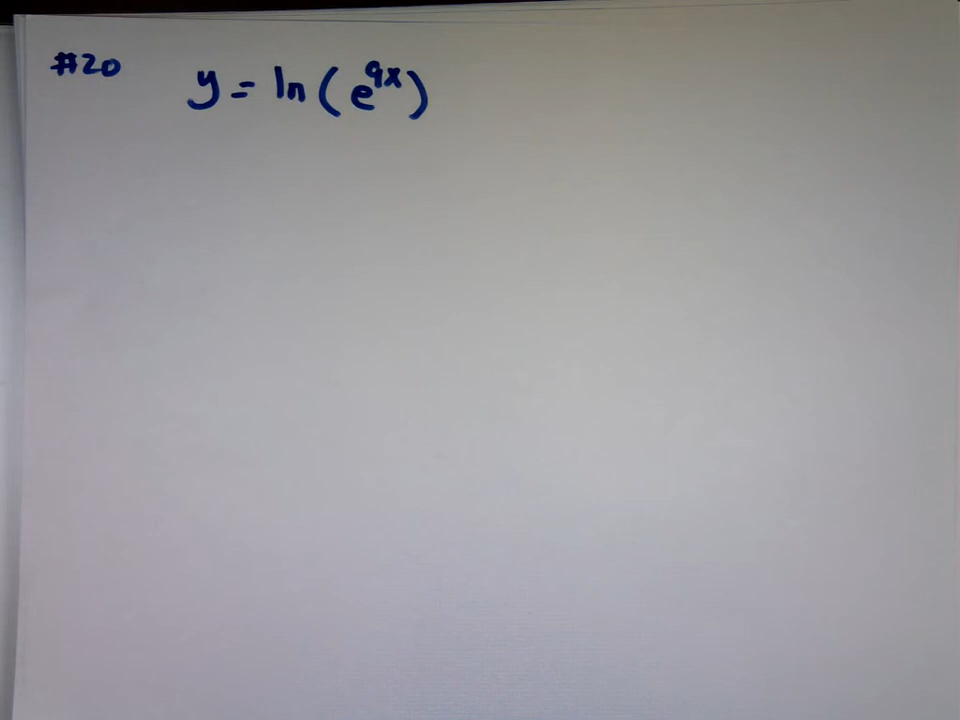 #20 y = ln(e^{9x})